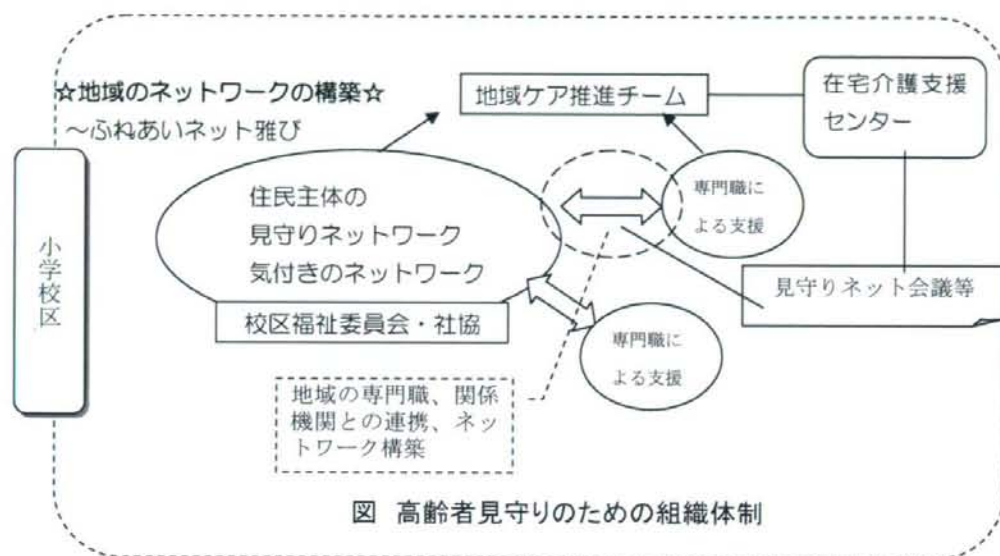 ☆地域のネットワークの構築☆
～ふねあいネット雅び
地域ケア推進チーム
在宅介護支援
センター
小学校区
住民主体の
見守りネットワーク
気付きのネットワーク
校区福祉委員会・社協
専門職に
よる支援
見守りネット会議等
専門職に
よる支援
地域の専門職、関係
機関との連携、ネッ
トワーク構築
図 高齢者見守りのための組織体制